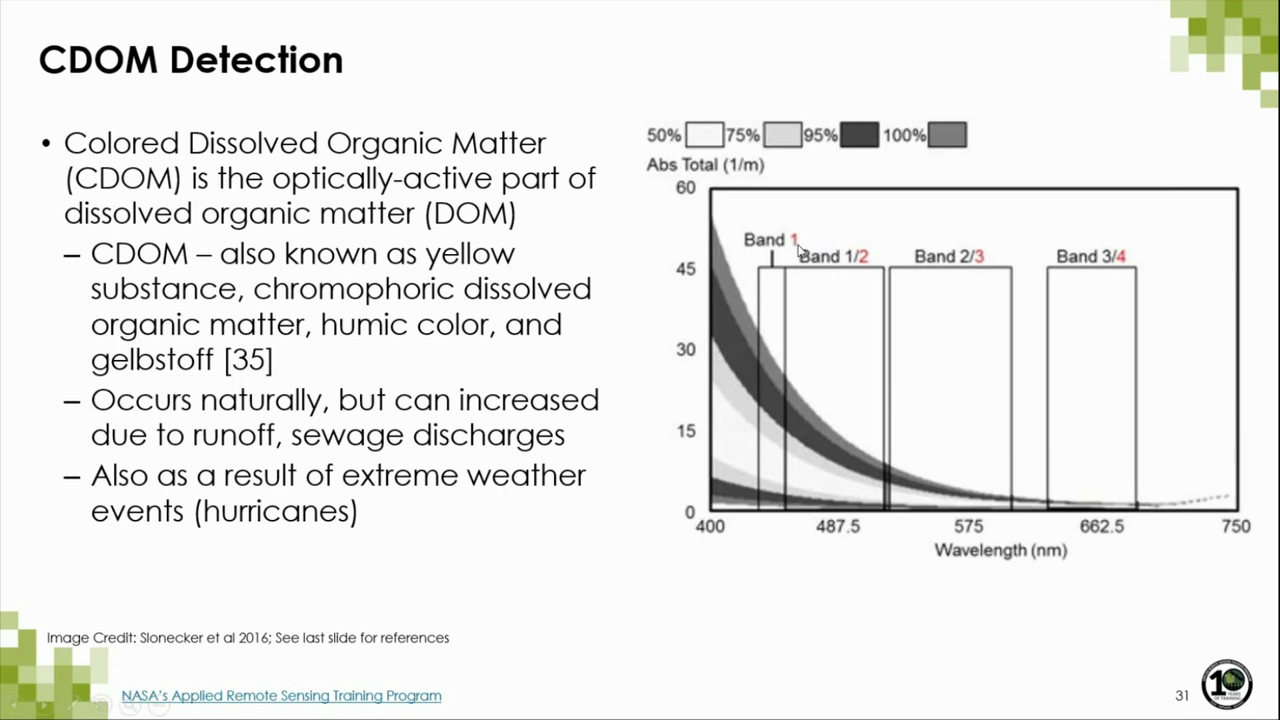 CDOM Detection
• Colored Dissolved Organic Matter
(CDOM) is the optically-active part of
dissolved organic matter (DOM)
– CDOM – also known as yellow
substance, chromophoric dissolved
organic matter, humic color, and
gelbstoff [35]
– Occurs naturally, but can increased
due to runoff, sewage discharges
– Also as a result of extreme weather
events (hurricanes)
50% 75% 95% 100%
Abs Total (1/m)
60
45
30
15
0
Band 1
Band 1/2 Band 2/3 Band 3/4
400 487.5 575 662.5 750
Wavelength (nm)
Image Credit: Slonecker et al 2016; See last slide for references
NASA's Applied Remote Sensing Training Program
31
10